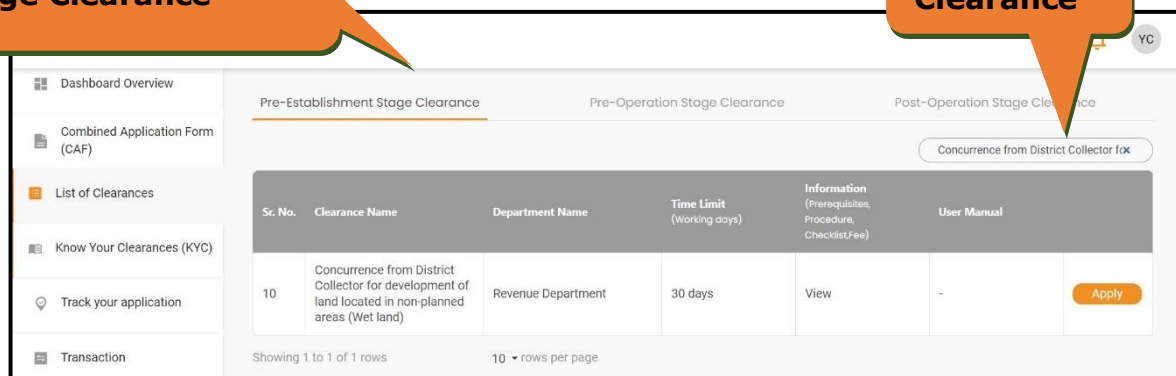 ge Clearance
Clearance
YC
Dashboard Overview
Combined Application Form
(CAF)
List of Clearances
Know Your Clearances (KYC)
Track your application
Transaction
Pre-Establishment Stage Clearance
Pre-Operation Stage Clearance
Post-Operation Stage Cle nce
Concurrence from District Collector fo
Sr. No.
Clearance Name
Department Name
Time Limit
(Working days)
Information
(Prerequisites,
Procedure,
Checklist,Fee)
User Manual
10
Concurrence from District
Collector for development of
land located in non-planned
areas (Wet land)
Revenue Department
30 days
View
-
Apply
Showing 1 to 1 of 1 rows
10 rows per page